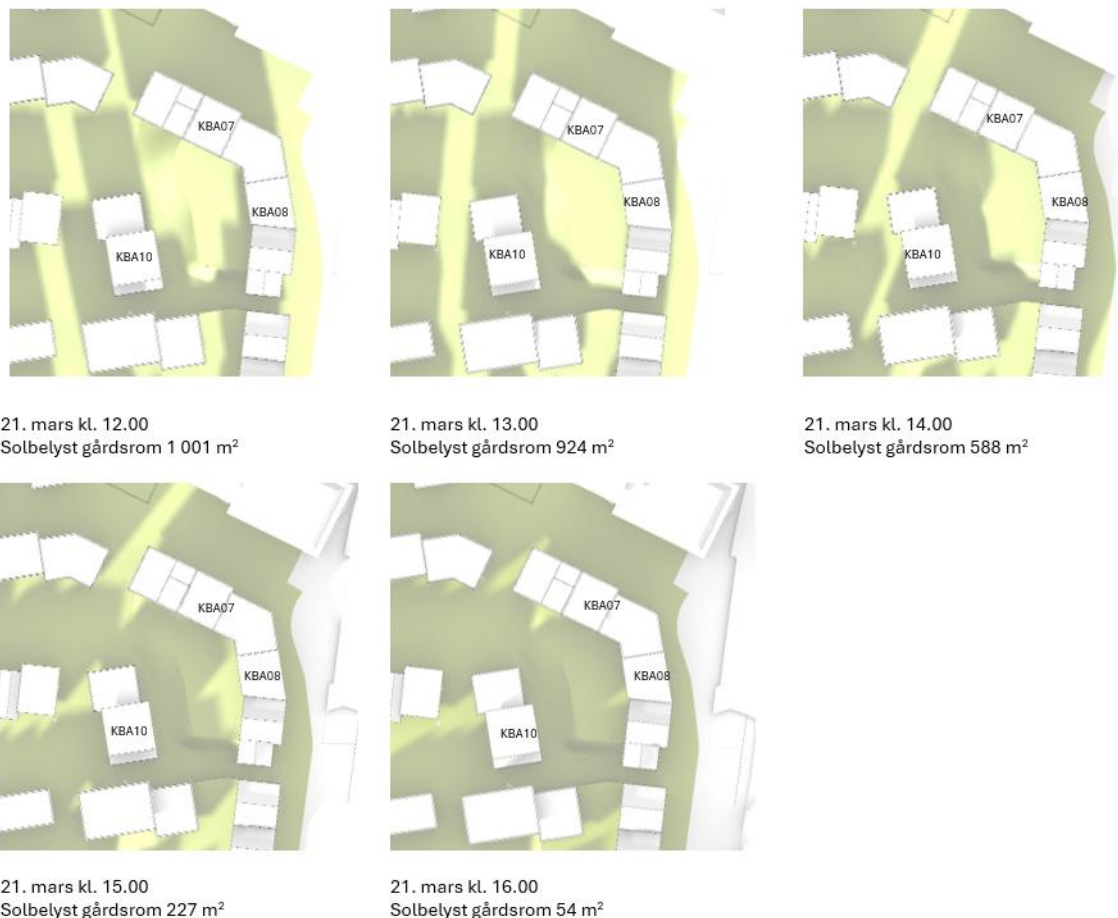 KBA07
KBA08
KBA10
KBA07
KBA08
KBA10
KBA07
KBA08
KBA10
21. mars kl. 12.00
Solbelyst gårdsrom 1 001 m²
21. mars kl. 13.00
Solbelyst gårdsrom 924 m²
21. mars kl. 14.00
Solbelyst gårdsrom 588 m²
KBA07
KBA08
KBA10
KBA07
KBA08
KBA10
21. mars kl. 15.00
Solbelyst gårdsrom 227 m²
21. mars kl. 16.00
Solbelyst gårdsrom 54 m²